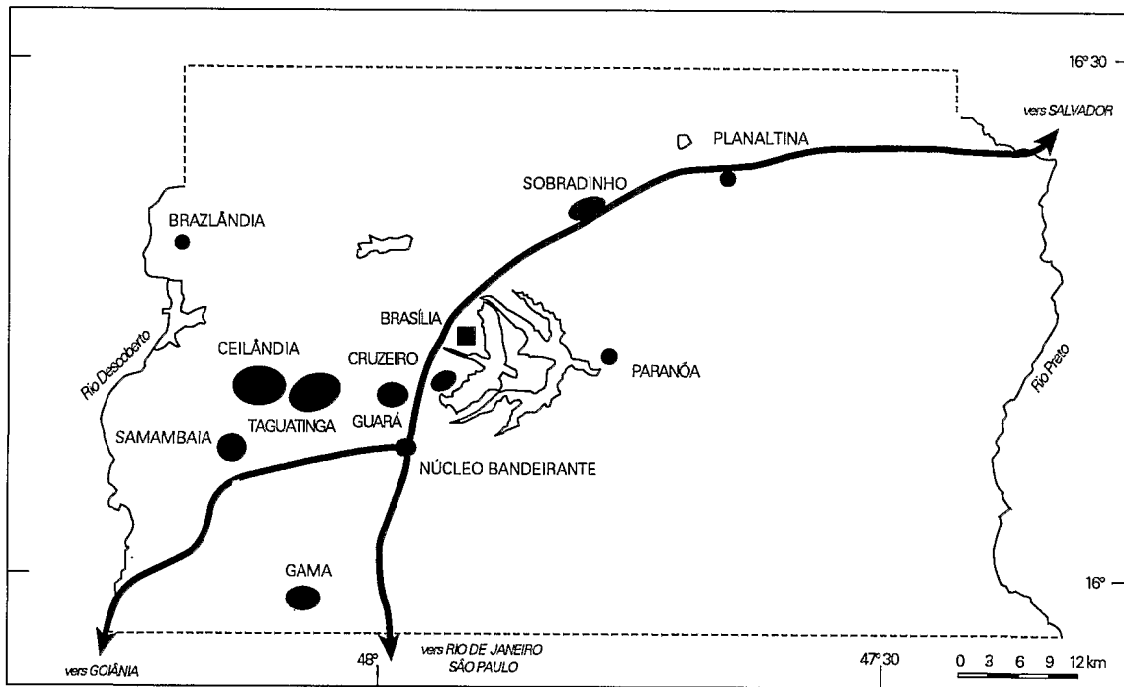 16° 30
vers SALVADOR
PLANALTINA
SOBRADINHO
BRAZLÂNDIA
BRASÍLIA
Rio Descoberto
CEILÂNDIA
CRUZEIRO
PARANÓA
Rio Preto
TAGUATINGA
GUARÁ
SAMAMBAIA
NÚCLEO BANDEIRANTE
GAMA
16°
vers GOIÂNIA
48°
vers RIO DE JANEIRO
SÂO PAULO
47° 30
0 3 6 9 12 km